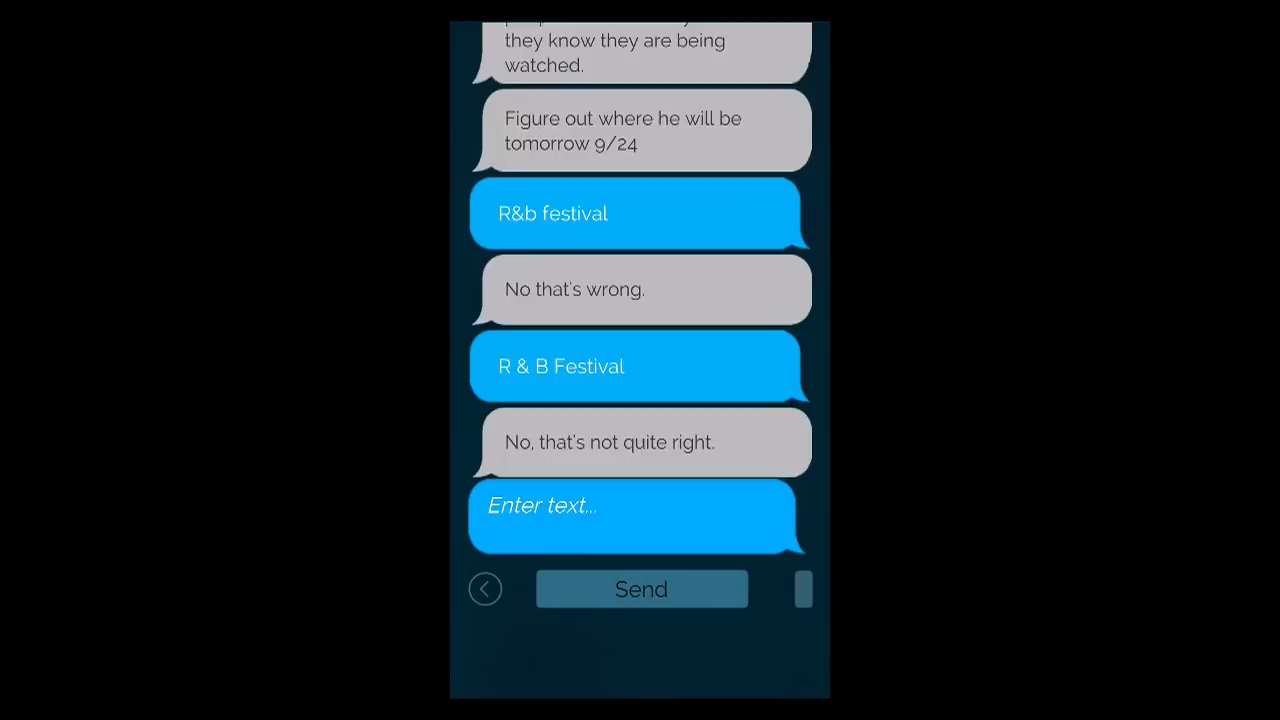 they know they are being
watched.
Figure out where he will be
tomorrow 9/24
R&b festival
No that's wrong.
R & B Festival
No, that's not quite right.
Enter text...
Send